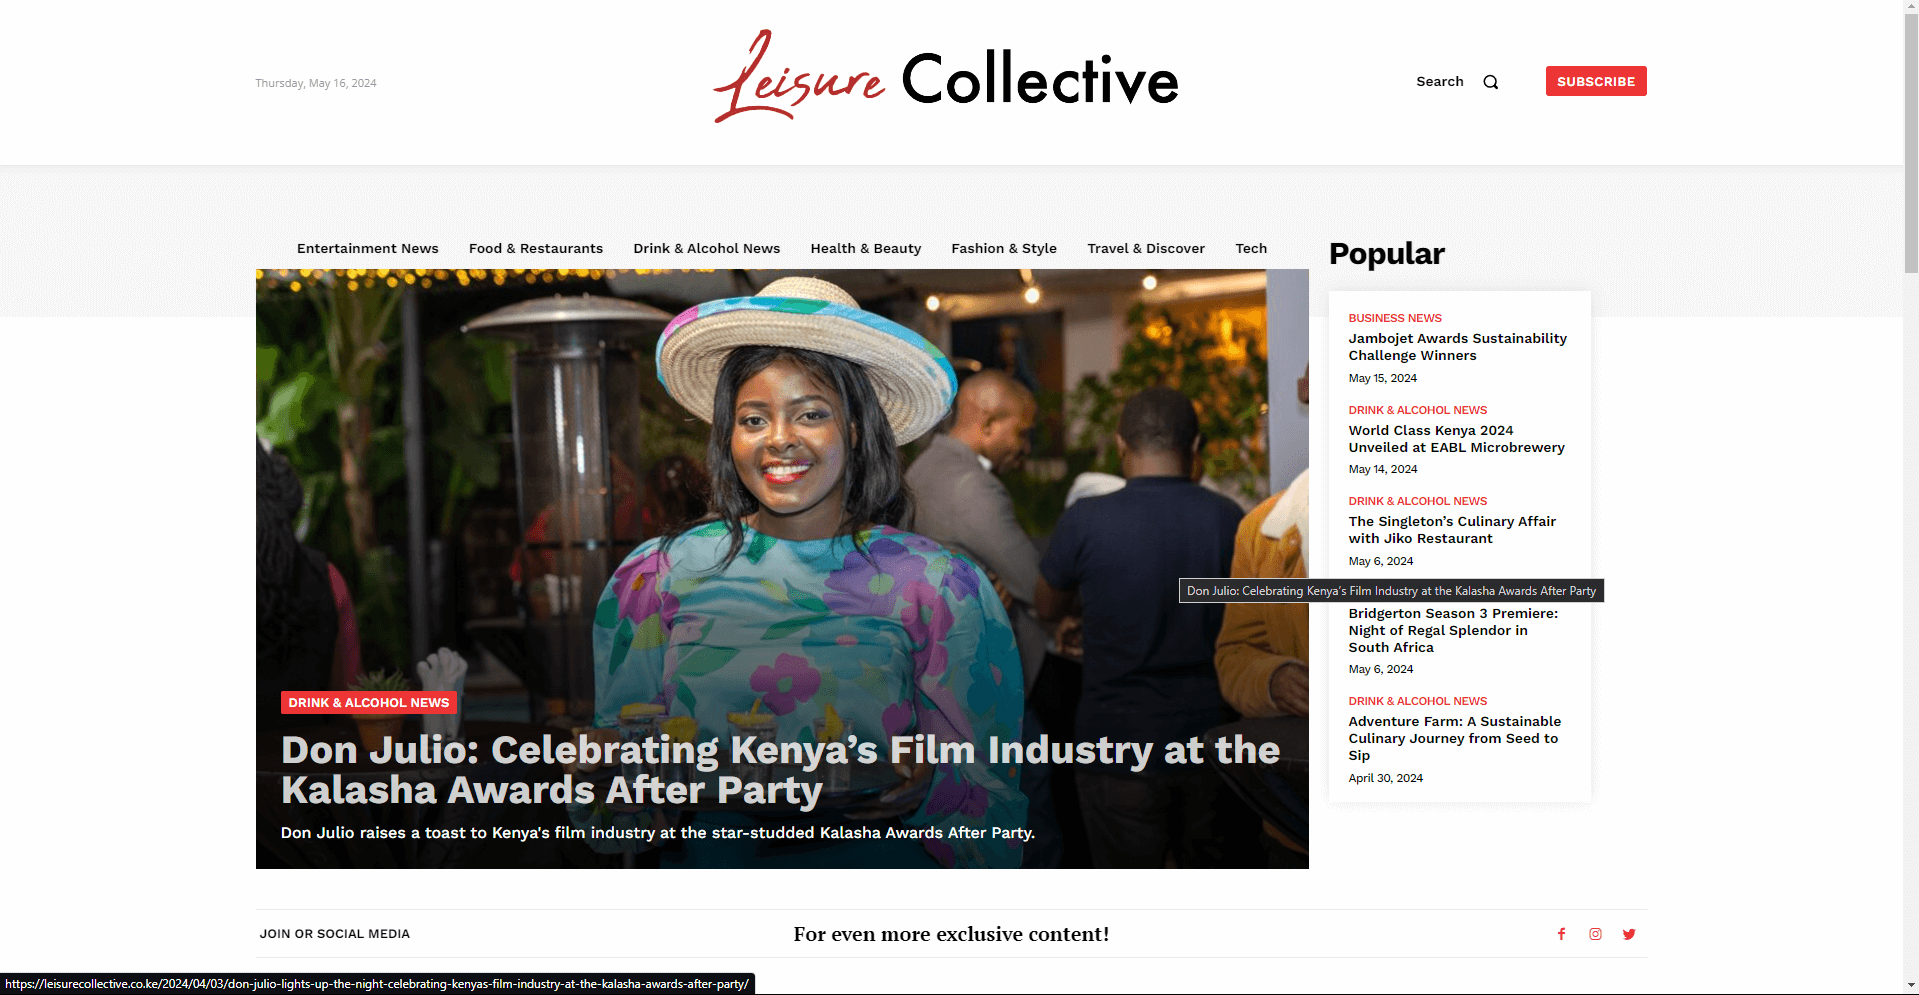 Thursday, May 16, 2024
Leisure Collective
Search
SUBSCRIBE
Entertainment News
Food & Restaurants
Drink & Alcohol News
Health & Beauty
Fashion & Style
Travel & Discover
Tech
DRINK & ALCOHOL NEWS
Don Julio: Celebrating Kenya’s Film Industry at the
Kalasha Awards After Party
Don Julio raises a toast to Kenya's film industry at the star-studded Kalasha Awards After Party.
Popular
BUSINESS NEWS
Jambojet Awards Sustainability
Challenge Winners
May 15, 2024
DRINK & ALCOHOL NEWS
World Class Kenya 2024
Unveiled at EABL Microbrewery
May 14, 2024
DRINK & ALCOHOL NEWS
The Singleton’s Culinary Affair
with Jiko Restaurant
May 6, 2024
Don Julio: Celebrating Kenya’s Film Industry at the Kalasha Awards After Party
Bridgerton Season 3 Premiere:
Night of Regal Splendor in
South Africa
May 6, 2024
DRINK & ALCOHOL NEWS
Adventure Farm: A Sustainable
Culinary Journey from Seed to
Sip
April 30, 2024
JOIN OR SOCIAL MEDIA
For even more exclusive content!
https://leisurecollective.co.ke/2024/04/03/don-julio-lights-up-the-night-celebrating-kenyas-film-industry-at-the-kalasha-awards-after-party/